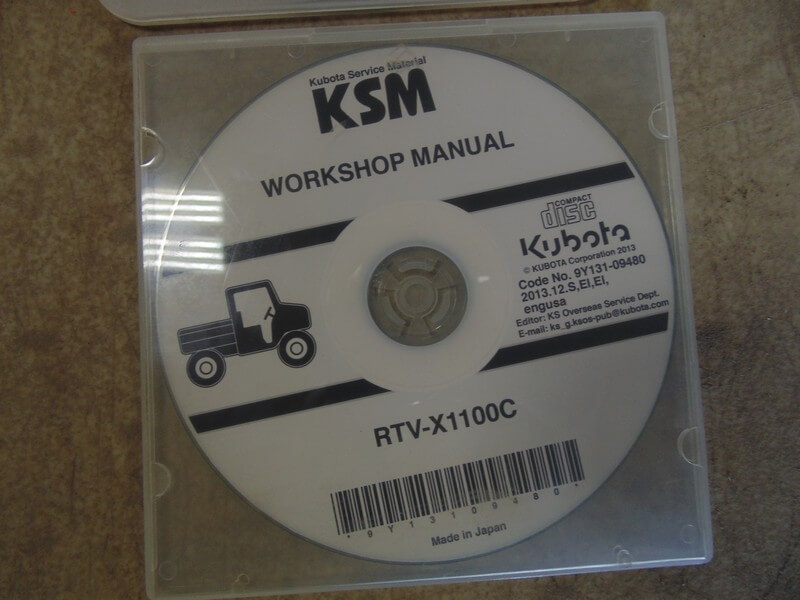 Kubota Service Material
KSM
WORKSHOP MANUAL
COMPACT
disc
Kubota
© KUBOTA Corporation 2013
Code No. 9Y131-09480
2013.12.S,EI,EI,
engusa
Editor: KS Overseas Service Dept.
E-mail: ks_g.ksos-pub@kubota.com
RTV-X1100C
*9Y13109480*
Made in Japan